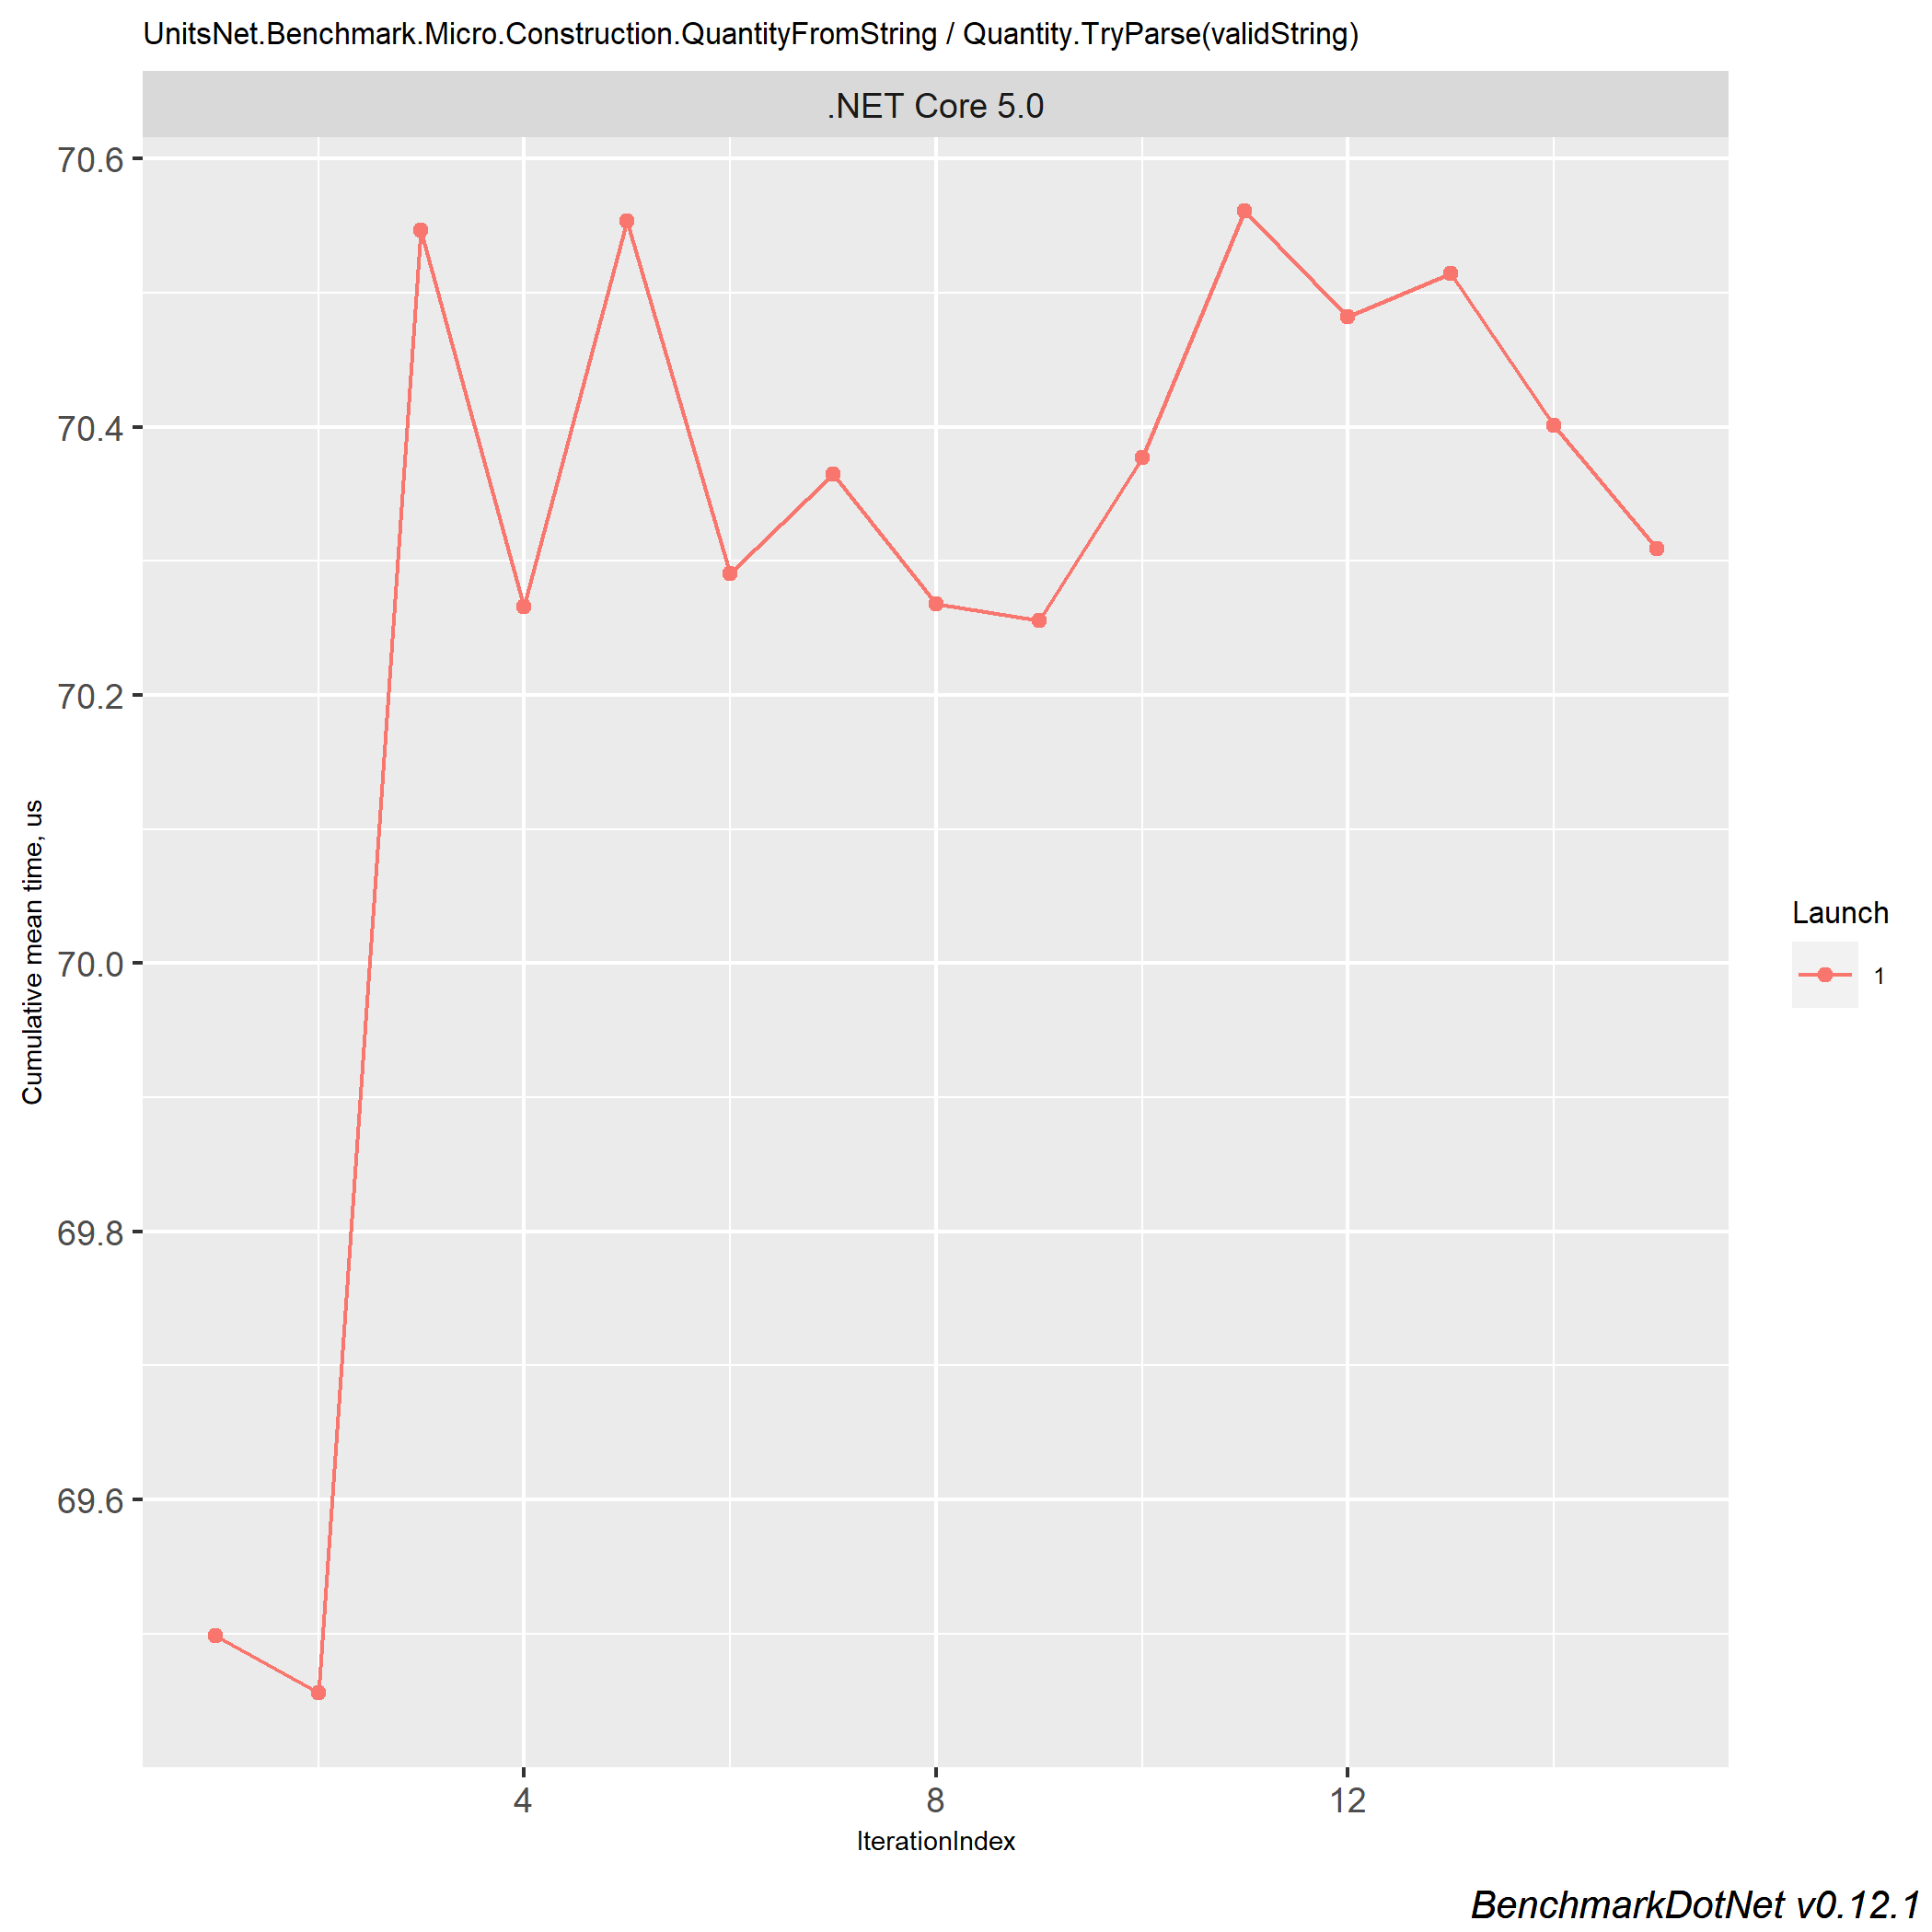 UnitsNet.Benchmark.Micro.Construction.QuantityFromString / Quantity.TryParse(validString)
.NET Core 5.0
70.6
70.4
70.2
70.0
69.8
69.6
Cumulative mean time, us
4 8 12
IterationIndex
Launch
1
BenchmarkDotNet v0.12.1